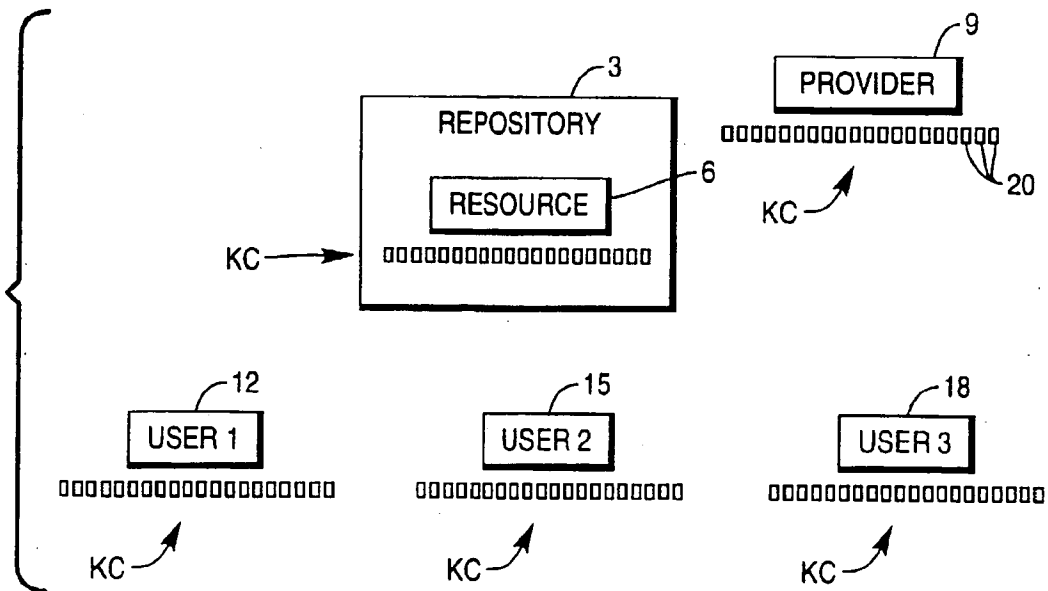 9
PROVIDER
3
REPOSITORY
6
RESOURCE
20
KC
KC
12
USER 1
15
USER 2
18
USER 3
KC
KC
KC